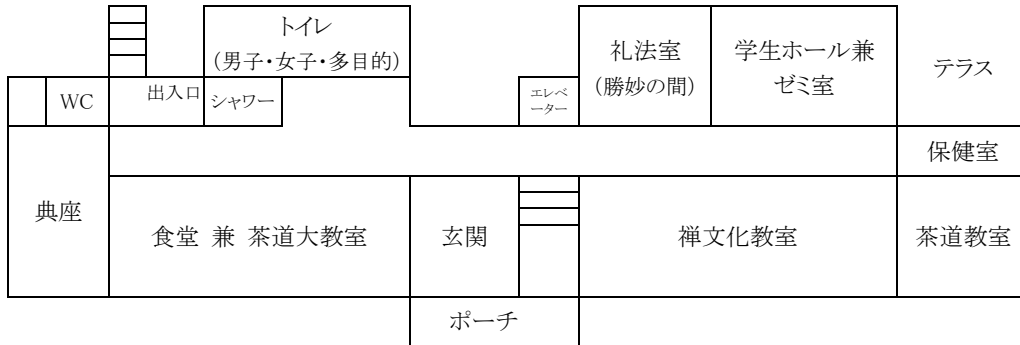 トイレ
(男子・女子・多目的)
礼法室
(勝妙の間)
学生ホール兼
ゼミ室
テラス
WC
出入口
シャワー
エレベ
ーター
保健室
典座
食堂 兼 茶道大教室
玄関
禅文化教室
茶道教室
ポーチ